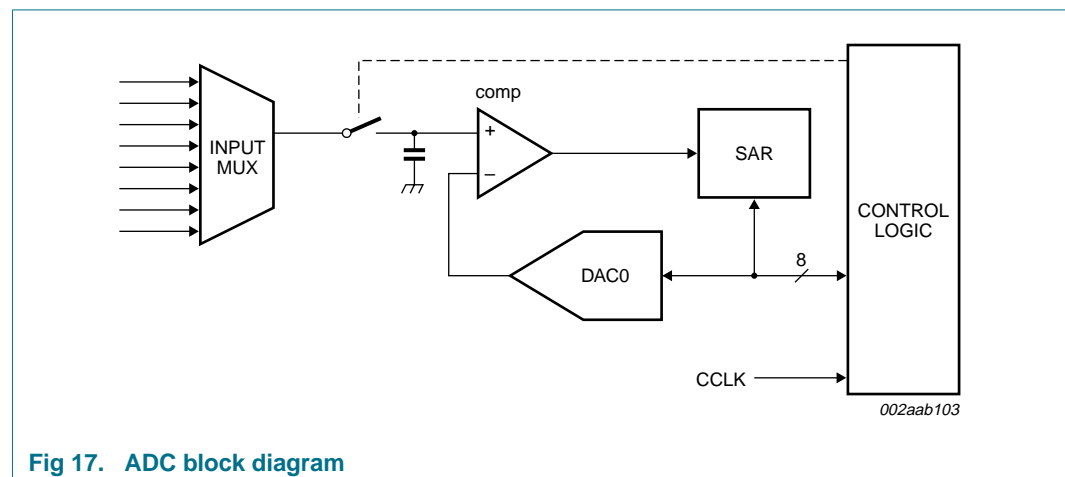 comp
+
–
INPUT
MUX
SAR
CONTROL
LOGIC
DAC0
8
CCLK
002aab103
Fig 17. ADC block diagram